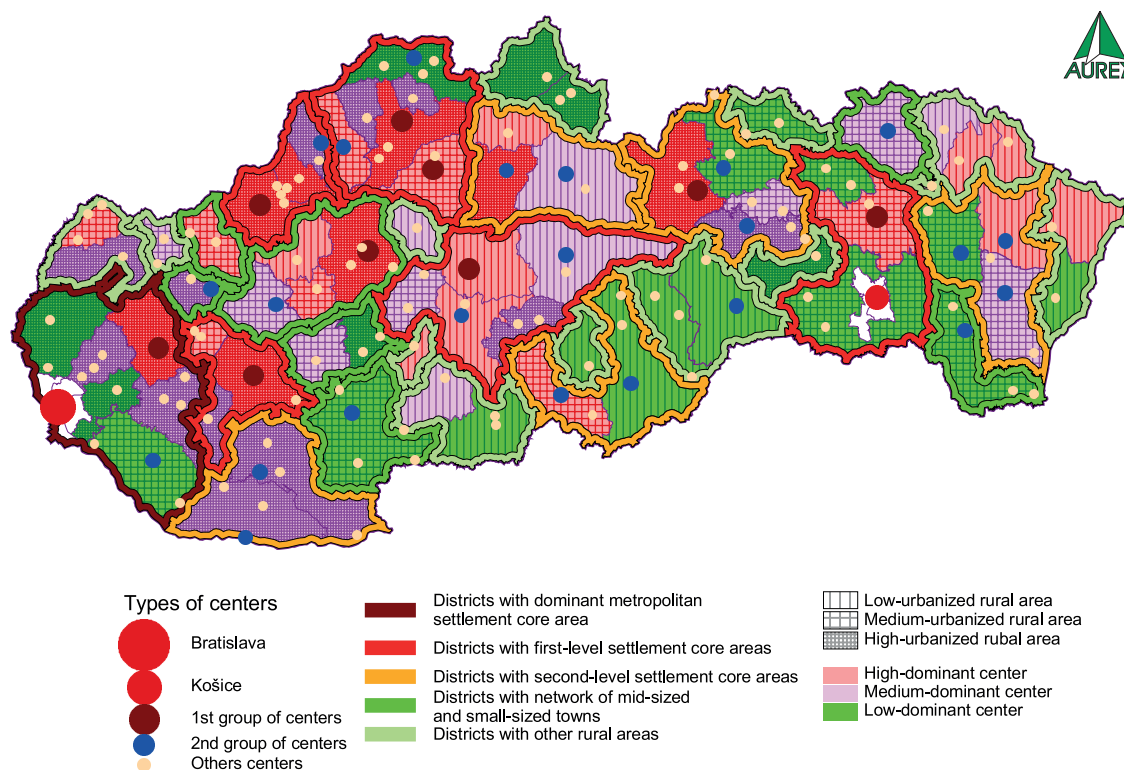 AUREX
Types of centers
Bratislava
Košice
1st group of centers
2nd group of centers
Others centers
Districts with dominant metropolitan
settlement core area
Districts with first-level settlement core areas
Districts with second-level settlement core areas
Districts with network of mid-sized
and small-sized towns
Districts with other rural areas
Low-urbanized rural area
Medium-urbanized rural area
High-urbanized rubal area
High-dominant center
Medium-dominant center
Low-dominant center